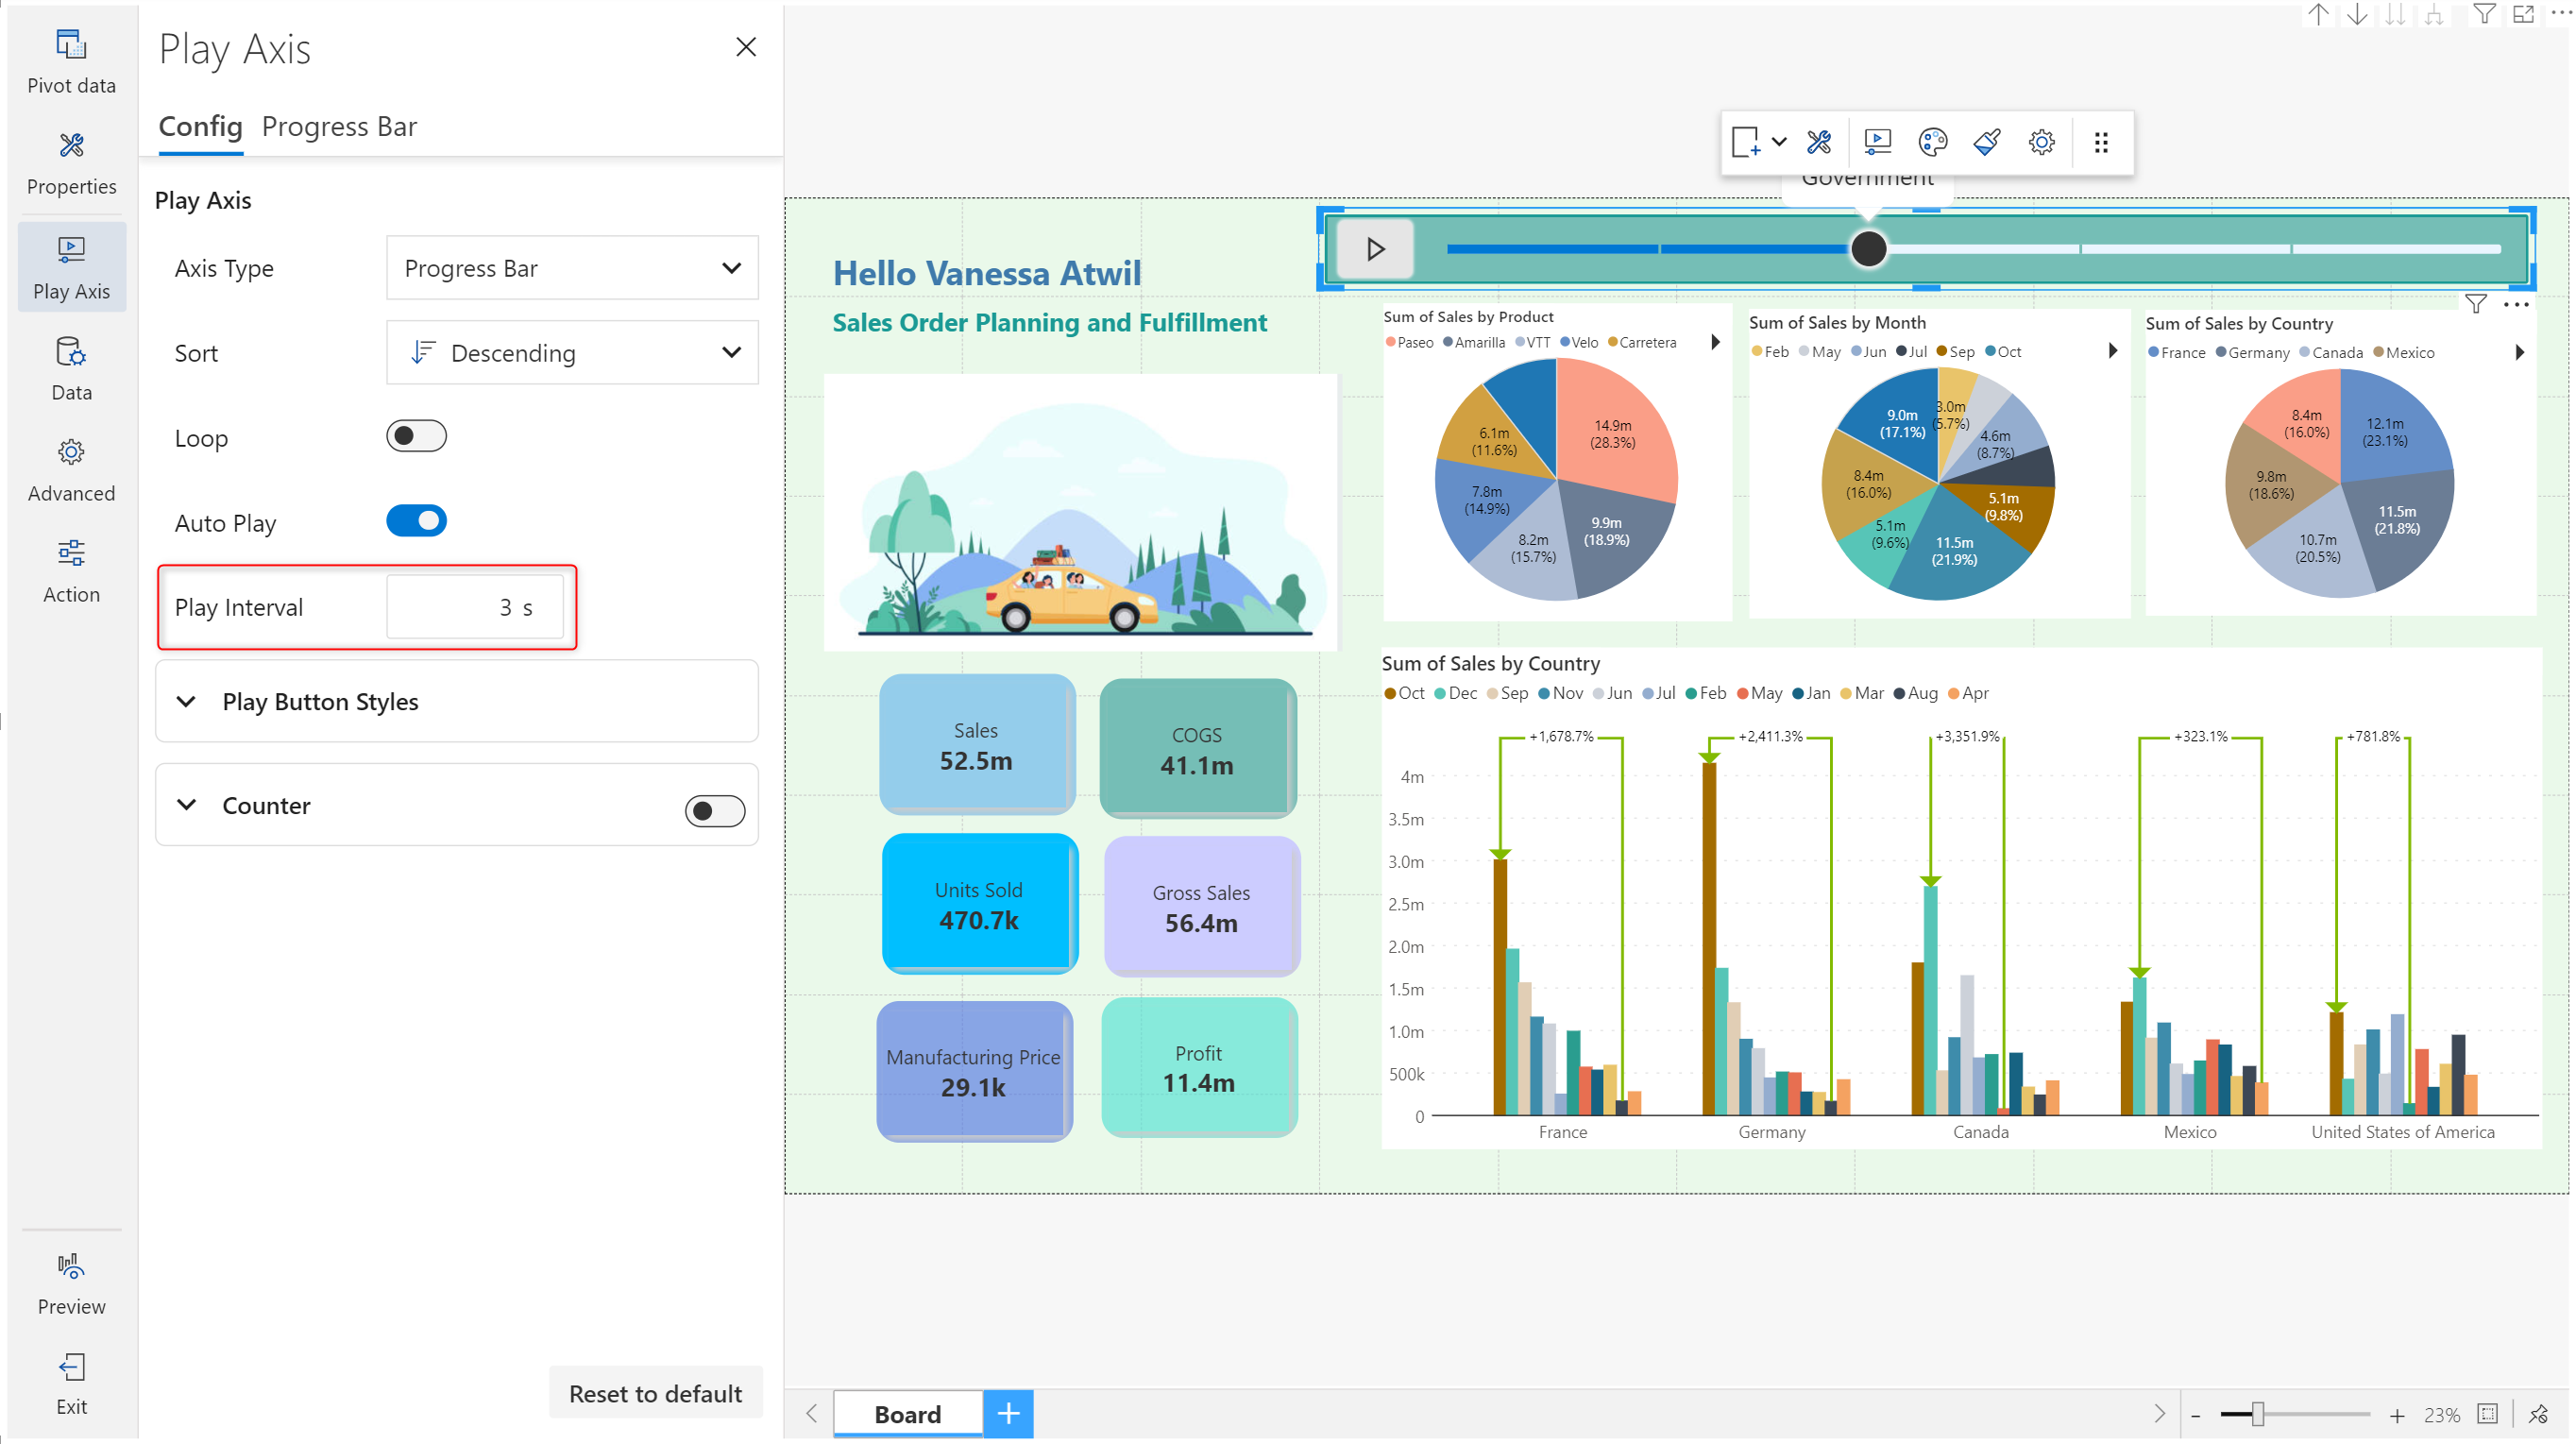 Pivot data
Properties
Play Axis
Data
Advanced
Action
Preview
Exit
Play Axis
Config Progress Bar
Play Axis
Axis Type Progress Bar
Sort Descending
Loop
Auto Play
Play Interval 3 s
Play Button Styles
Counter
Reset to default
Government
Hello Vanessa Atwil
Sales Order Planning and Fulfillment
Sales
52.5m
COGS
41.1m
Units Sold
470.7k
Gross Sales
56.4m
Manufacturing Price
29.1k
Profit
11.4m
Sum of Sales by Product
Paseo Amarilla VTT Velo Carretera
14.9m
(28.3%)
9.9m
(18.9%)
8.2m
(15.7%)
7.8m
(14.9%)
6.1m
(11.6%)
Sum of Sales by Month
Feb May Jun Jul Sep Oct
3.0m
(5.7%)
4.6m
(8.7%)
5.1m
(9.8%)
11.5m
(21.9%)
5.1m
(9.6%)
8.4m
(16.0%)
9.0m
(17.1%)
Sum of Sales by Country
France Germany Canada Mexico
12.1m
(23.1%)
11.5m
(21.8%)
10.7m
(20.5%)
9.8m
(18.6%)
8.4m
(16.0%)
Sum of Sales by Country
Oct Dec Sep Nov Jun Jul Feb May Jan Mar Aug Apr
+1,678.7% +2,411.3% +3,351.9% +323.1% +781.8%
4m
3.5m
3.0m
2.5m
2.0m
1.5m
1.0m
500k
0
France Germany Canada Mexico United States of America
Board
- + 23%